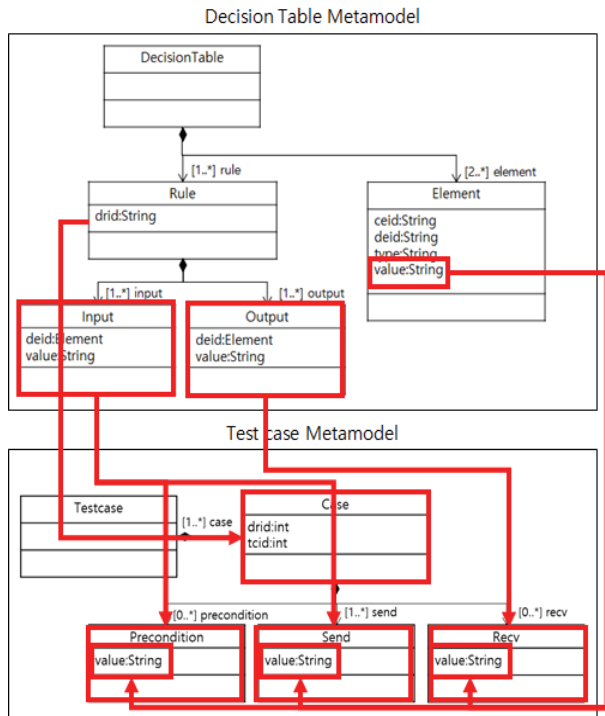 Decision Table Metamodel
DecisionTable
[1..*] rule
[2..*] element
Rule
drid:String
Element
ceid:String
deid:String
type:String
value:String
[1..*] input
[1..*] output
Input
deid:Element
value:String
Output
deid:Element
value:String
Test case Metamodel
Testcase
[1..*] case
Case
drid:int
tcid:int
[0..*] precondition
[1..*] send
[0..*] recv
Precondition
value:String
Send
value:String
Recv
value:String